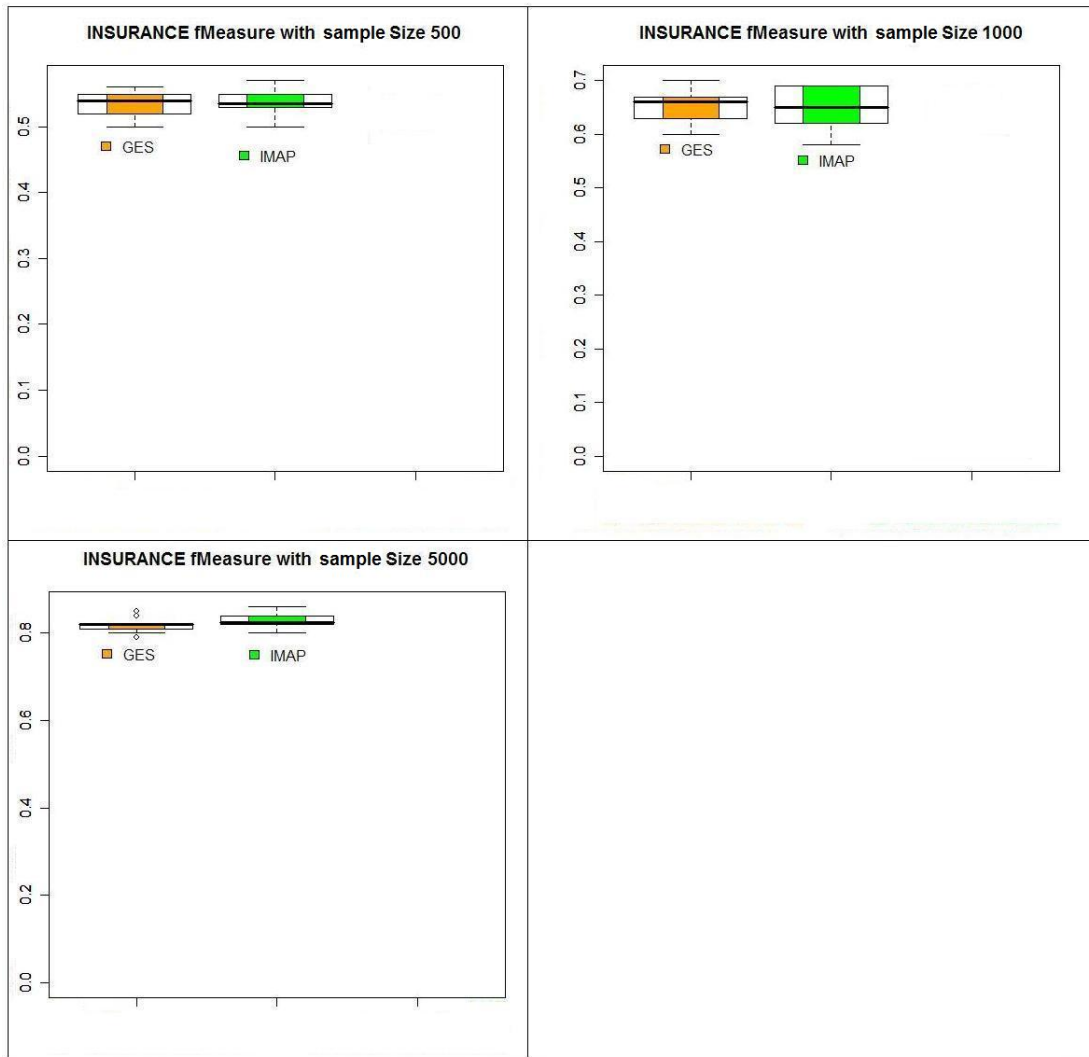 INSURANCE fMeasure with sample Size 500
0.5
0.4
0.3
0.2
0.1
0.0
GES
IMAP
INSURANCE fMeasure with sample Size 1000
0.7
0.6
0.5
0.4
0.3
0.2
0.1
0.0
GES
IMAP
INSURANCE fMeasure with sample Size 5000
0.8
0.6
0.4
0.2
0.0
GES
IMAP